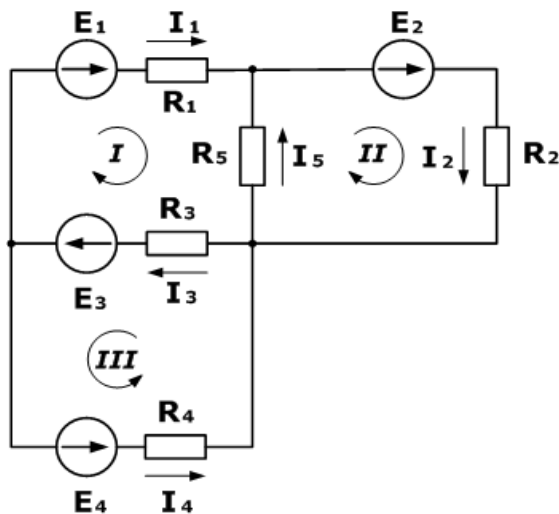 E1 I1 E2
R1
I R5 I5 II I2 R2
R3
E3 I3
III
R4
E4 I4